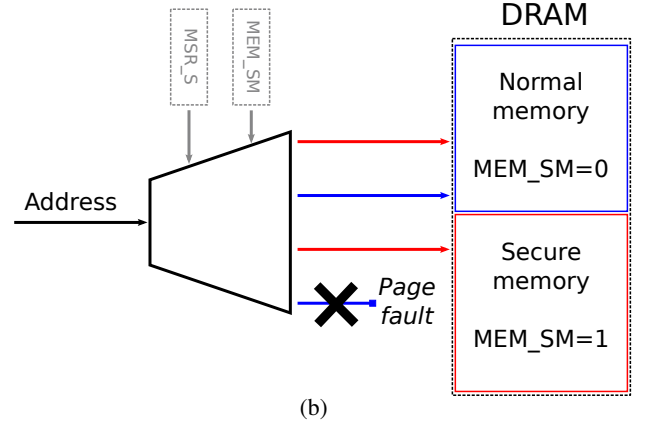 DRAM
MSR_S
MEM_SM
Normal
memory
MEM_SM=0
Address
Secure
memory
MEM_SM=1
Page
fault
(b)